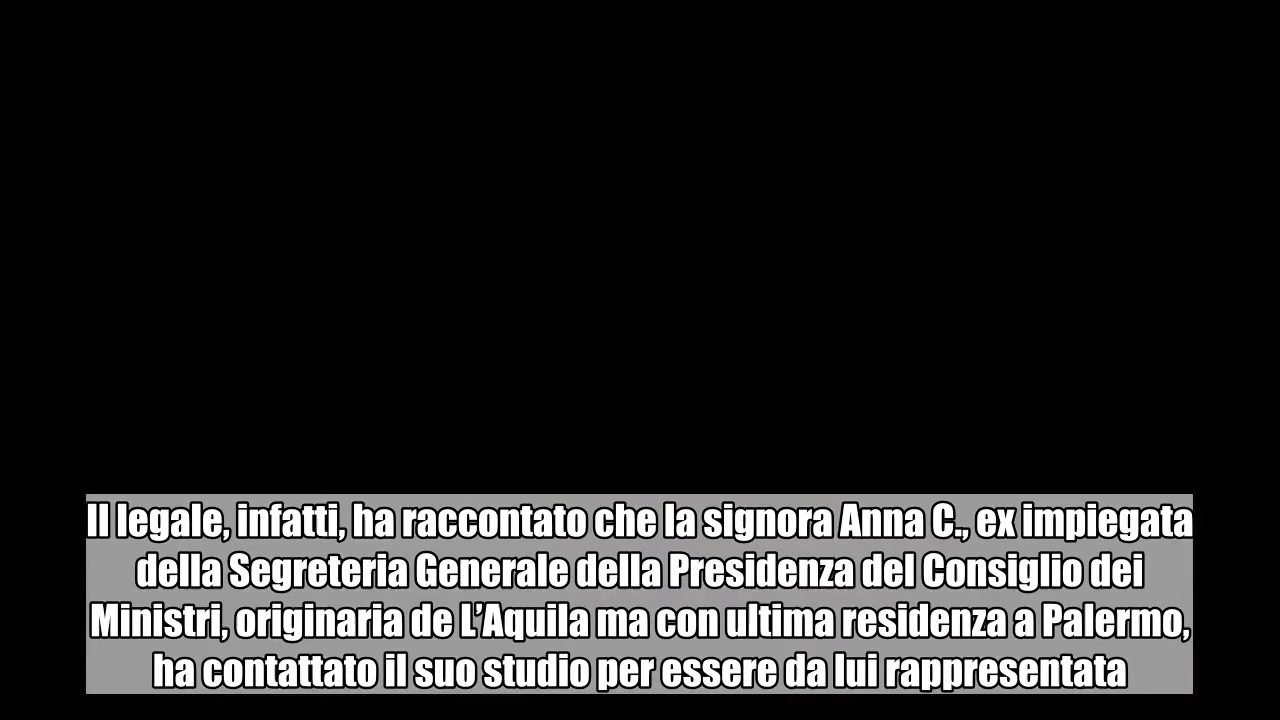 Il legale, infatti, ha raccontato che la signora Anna C., ex impiegata
della Segreteria Generale della Presidenza del Consiglio dei
Ministri, originaria de L'Aquila ma con ultima residenza a Palermo,
ha contattato il suo studio per essere da lui rappresentata